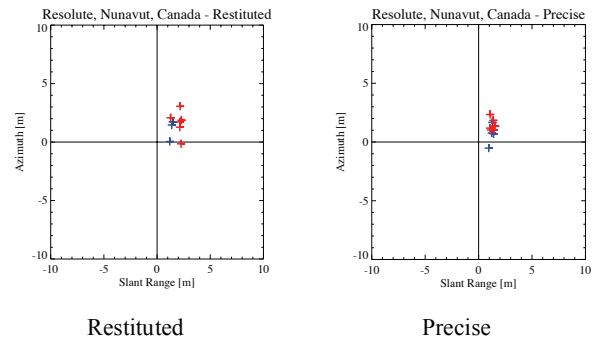 Resolute, Nunavut, Canada - Restituted
10
5
0
-5
-10
Azimuth [m]
-10 -5 0 5 10
Slant Range [m]
Restituted
Resolute, Nunavut, Canada - Precise
10
5
0
-5
-10
Azimuth [m]
-10 -5 0 5 10
Slant Range [m]
Precise